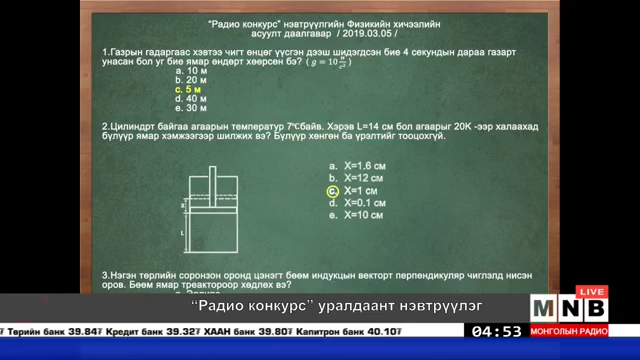 “Радио конкурс” нэвтрүүлгийн Физикийн хичээлийн
асуулт даалгавар / 2019.03.05 /
1.Газрын гадаргаас хэвтээ чигт өнцөг үүсгэн дээш шидэгдсэн бие 4 секундын дараа газарт
унасан бол уг бие ямар өндөрт хөөрсөн бэ? ( g = 10 м/с² )
a. 10 м
b. 20 м
c. 5 м
d. 40 м
e. 30 м
2.Цилиндрт байгаа агаарын температур 7℃байв. Хэрэв L=14 см бол агаарыг 20К -ээр халаахад
бүлүүр ямар хэмжээгээр шилжих вэ? Бүлүүр хөнгөн ба үрэлтийг тооцохгүй.
a. X=1.6 см
b. X=12 см
c. X=1 см
d. X=0.1 см
e. X=10 см
L
3.Нэгэн төрлийн соронзон оронд цэнэгт бөөм индукцын векторт перпендикуляр чиглэлд нисэн
оров. Бөөм ямар треактороор хөдлөх вэ?
“Радио конкурс” уралдаант нэвтрүүлэг
LIVE
MNB
МОНГОЛЫН РАДИО
Төрийн банк 39.84₮ Кредит банк 39.32₮ ХААН банк 39.80₮ Капитрон банк 40.10₮
04:53